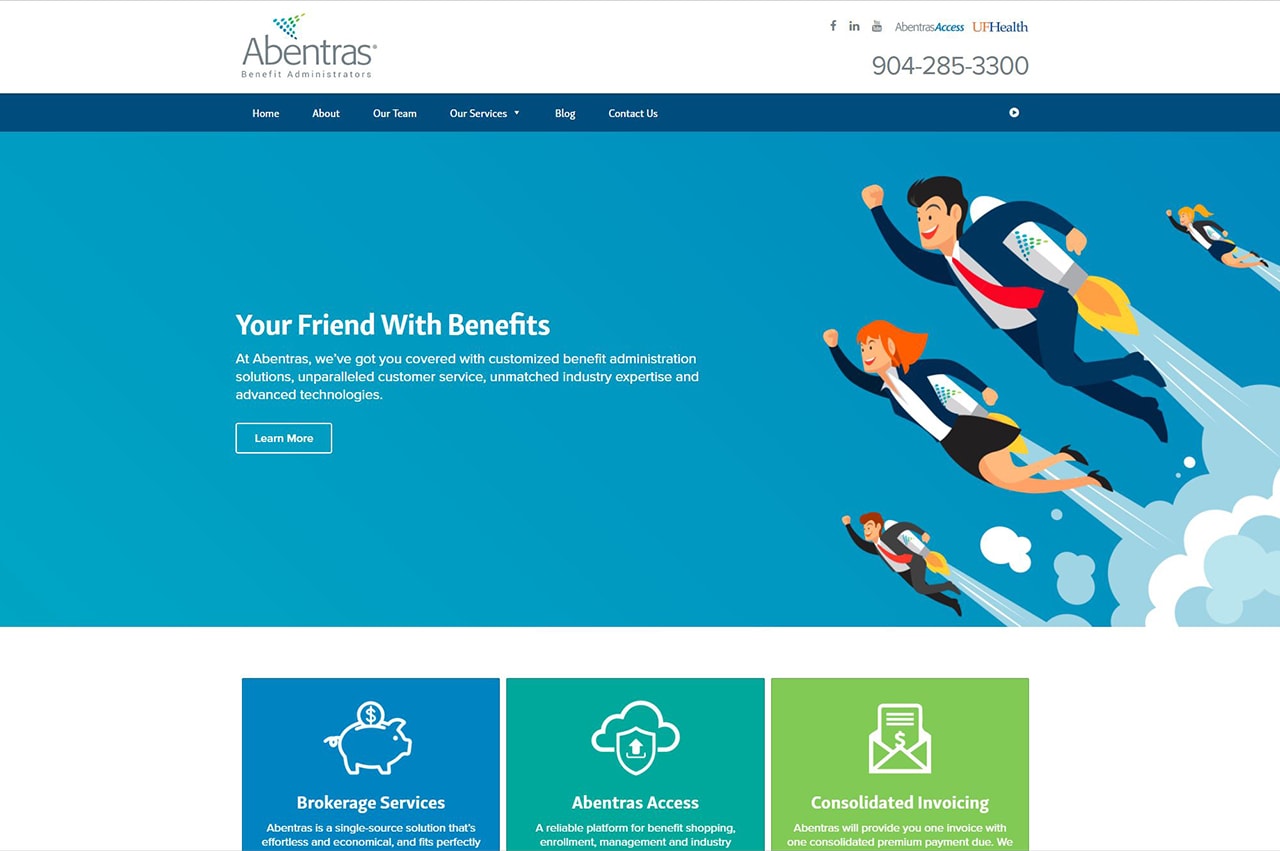 Abentras®
Benefit Administrators
AbentrasAccess UFHealth
904-285-3300
Home About Our Team Our Services Blog Contact Us
Your Friend With Benefits
At Abentras, we've got you covered with customized benefit administration
solutions, unparalleled customer service, unmatched industry expertise and
advanced technologies.
Learn More
Brokerage Services
Abentras is a single-source solution that's
effortless and economical, and fits perfectly
Abentras Access
A reliable platform for benefit shopping,
enrollment, management and industry
Consolidated Invoicing
Abentras will provide you one invoice with
one consolidated premium payment due. We